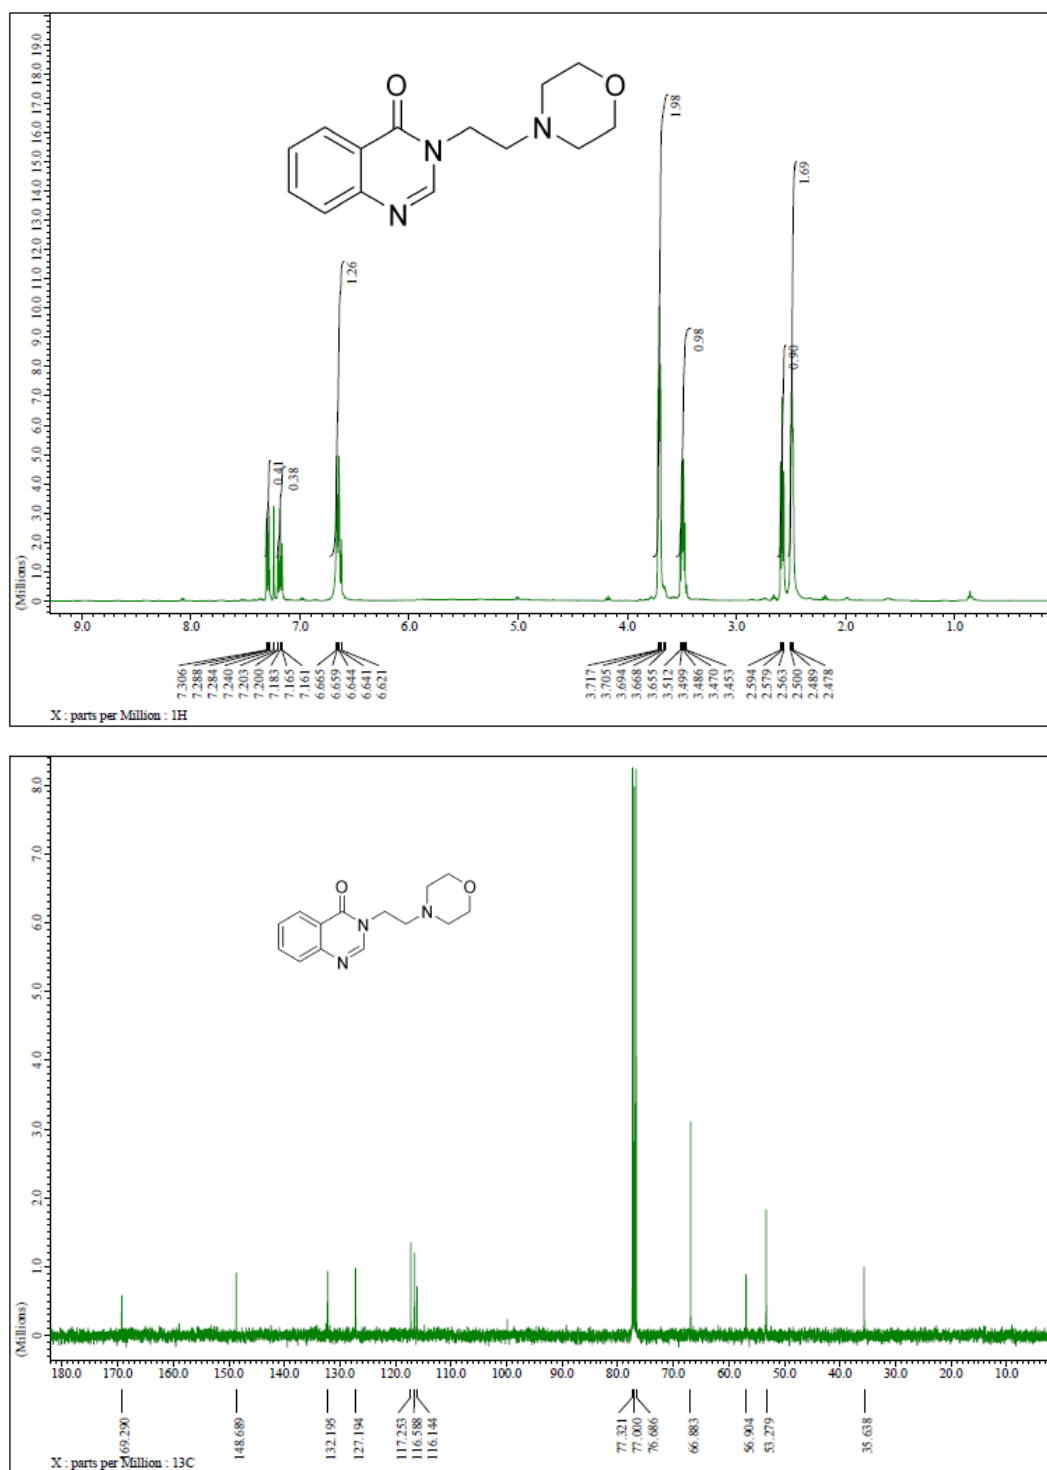 19.0
18.0
17.0
16.0
15.0
14.0
13.0
12.0
11.0
10.0
9.0
8.0
7.0
6.0
5.0
4.0
3.0
2.0
1.0
0
(Millions)
O
N
N
N
O
0.41
0.38
1.26
1.98
0.98
0.90
1.69
9.0 8.0 7.0 6.0 5.0 4.0 3.0 2.0 1.0 0.1
7.306 7.288 7.284 7.240 7.203 7.200 7.183 7.165 7.161 6.665 6.659 6.644 6.641 6.621 3.717 3.705 3.694 3.668 3.655 3.512 3.499 3.486 3.470 3.453 2.594 2.579 2.563 2.500 2.489 2.478
X : parts per Million : 1H
8.0
7.0
6.0
5.0
4.0
3.0
2.0
1.0
0
(Millions)
O
N
N
N
O
180.0 170.0 160.0 150.0 140.0 130.0 120.0 110.0 100.0 90.0 80.0 70.0 60.0 50.0 40.0 30.0 20.0 10.0
169.290 148.689 132.195 127.194 117.253 116.588 116.144 77.321 77.000 76.686 66.883 56.904 53.279 35.638
X : parts per Million : 13C